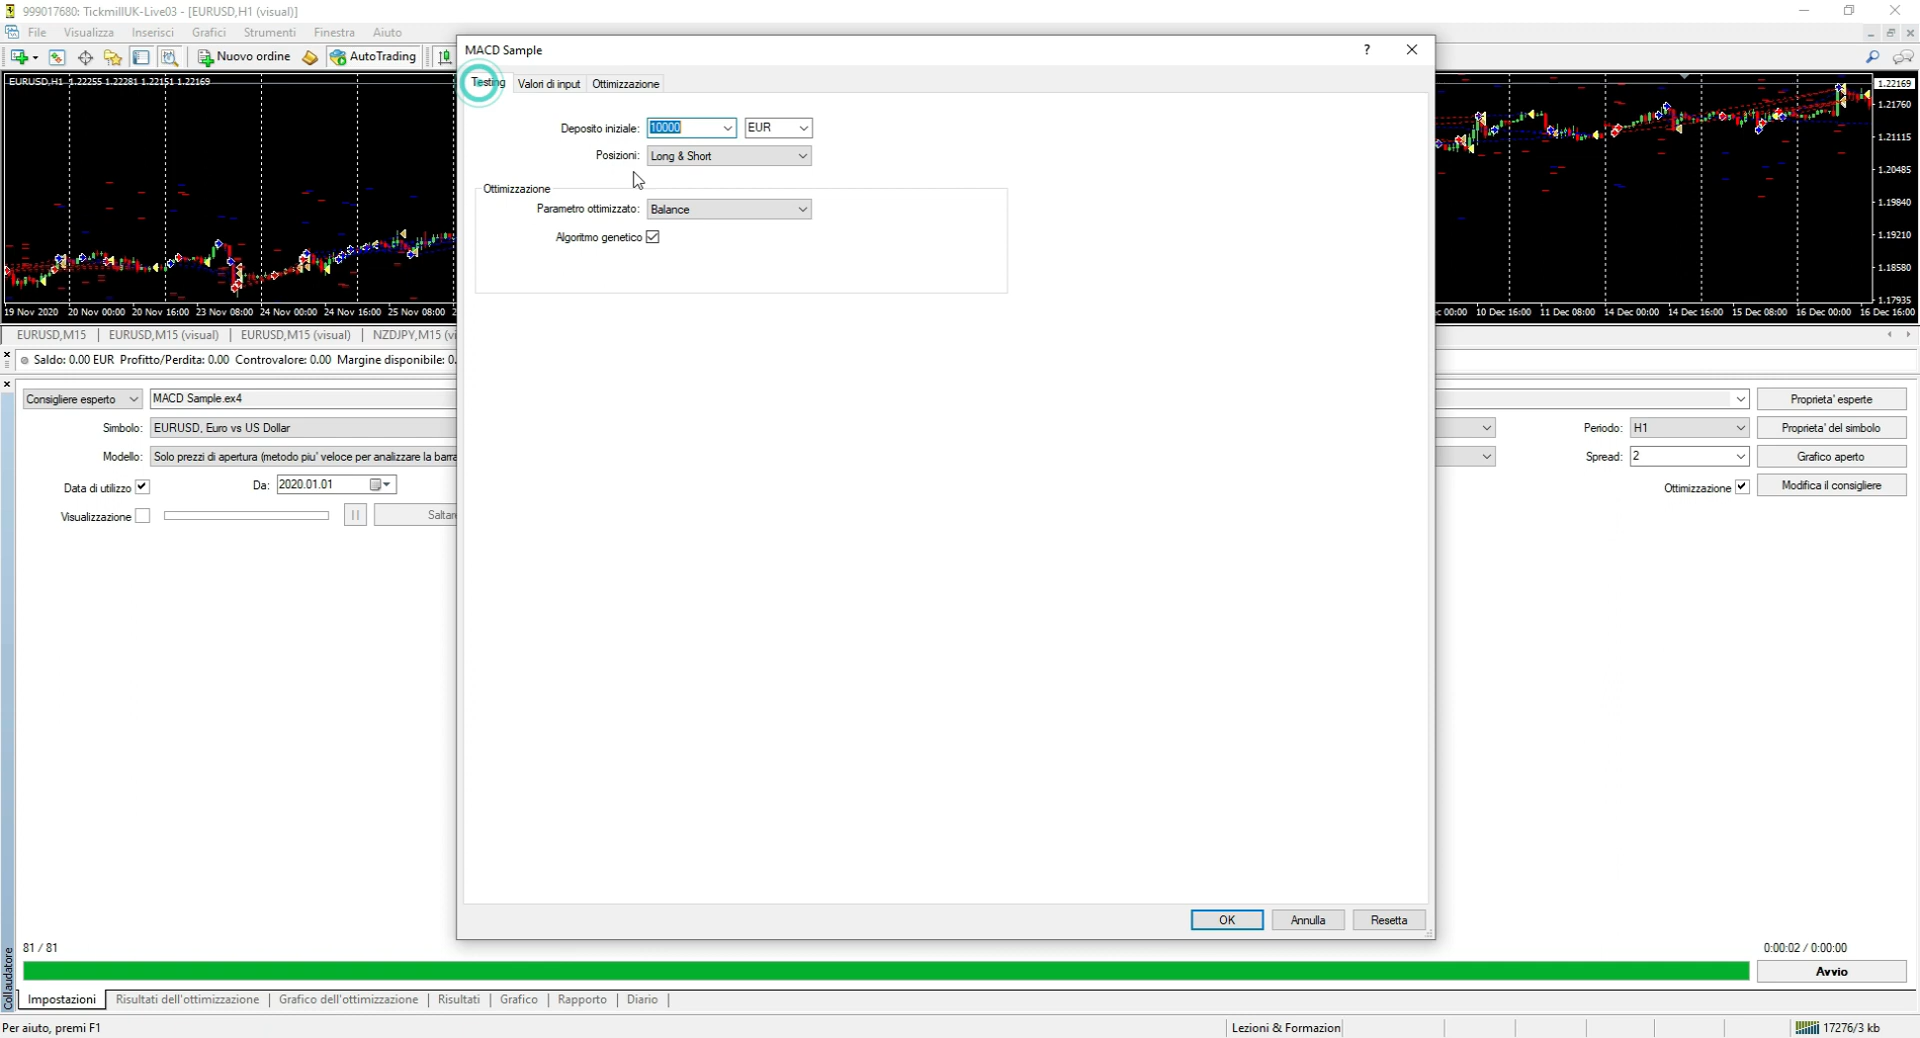 999017680: TickmillUK-Live03 - [EURUSD,H1 (visual)]
File Visualizza Inserisci Grafici Strumenti Finestra Aiuto
Nuovo ordine AutoTrading
EURUSD,H1 1.22255 1.22281 1.22151 1.22169
19 Nov 2020 20 Nov 00:00 20 Nov 16:00 23 Nov 08:00 24 Nov 00:00 24 Nov 16:00 25 Nov 08:00 2
EURUSD,M15 | EURUSD,M15 (visual) | EURUSD,M15 (visual) | NZDJPY,M15 (vi
Saldo: 0.00 EUR Profitto/Perdita: 0.00 Controvalore: 0.00 Margine disponibile: 0.
MACD Sample
Testing Valori di input Ottimizzazione
Deposito iniziale: 10000 EUR
Posizioni: Long & Short
Ottimizzazione
Parametro ottimizzato: Balance
Algoritmo genetico
OK Annulla Resetta
1.22169
1.21760
1.21115
1.20485
1.19840
1.19210
1.18580
1.17935
c 00:00 10 Dec 16:00 11 Dec 08:00 14 Dec 00:00 14 Dec 16:00 15 Dec 08:00 16 Dec 00:00 16 Dec 16:00
Consigliere esperto MACD Sample.ex4 Proprieta' esperte
Simbolo: EURUSD, Euro vs US Dollar Periodo: H1 Proprieta' del simbolo
Modello: Solo prezzi di apertura (metodo piu' veloce per analizzare la barra Spread: 2 Grafico aperto
Data di utilizzo Da: 2020.01.01 Ottimizzazione Modifica il consigliere
Visualizzazione Saltar
81 / 81 0:00:02 / 0:00:00
Avvio
Collaudatore
Impostazioni Risultati dell'ottimizzazione | Grafico dell'ottimizzazione | Risultati | Grafico | Rapporto | Diario |
Per aiuto, premi F1 Lezioni & Formazion 17276/3 kb